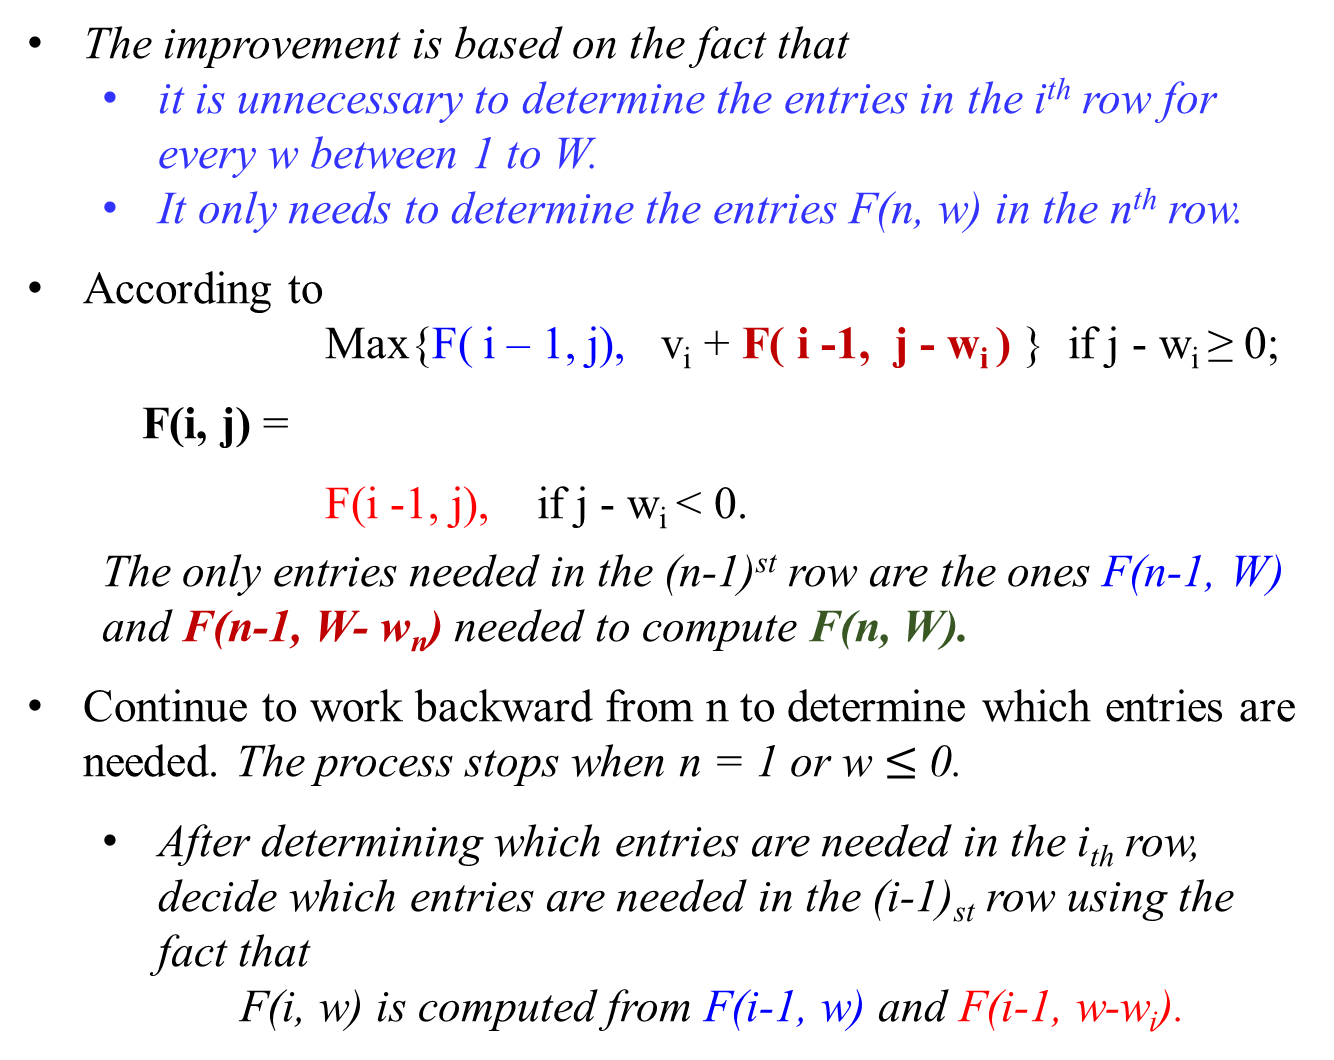 • The improvement is based on the fact that
• it is unnecessary to determine the entries in the iᵗʰ row for
every w between 1 to W.
• It only needs to determine the entries F(n, w) in the nᵗʰ row.
• According to
Max{F( i – 1, j), vᵢ + F( i -1, j - wᵢ ) } if j - wᵢ ≥ 0;
F(i, j) =
F(i -1, j), if j - wᵢ < 0.
The only entries needed in the (n-1)ˢᵗ row are the ones F(n-1, W)
and F(n-1, W- wₙ) needed to compute F(n, W).
• Continue to work backward from n to determine which entries are
needed. The process stops when n = 1 or w ≤ 0.
• After determining which entries are needed in the iₜₕ row,
decide which entries are needed in the (i-1)ₛₜ row using the
fact that
F(i, w) is computed from F(i-1, w) and F(i-1, w-wᵢ).